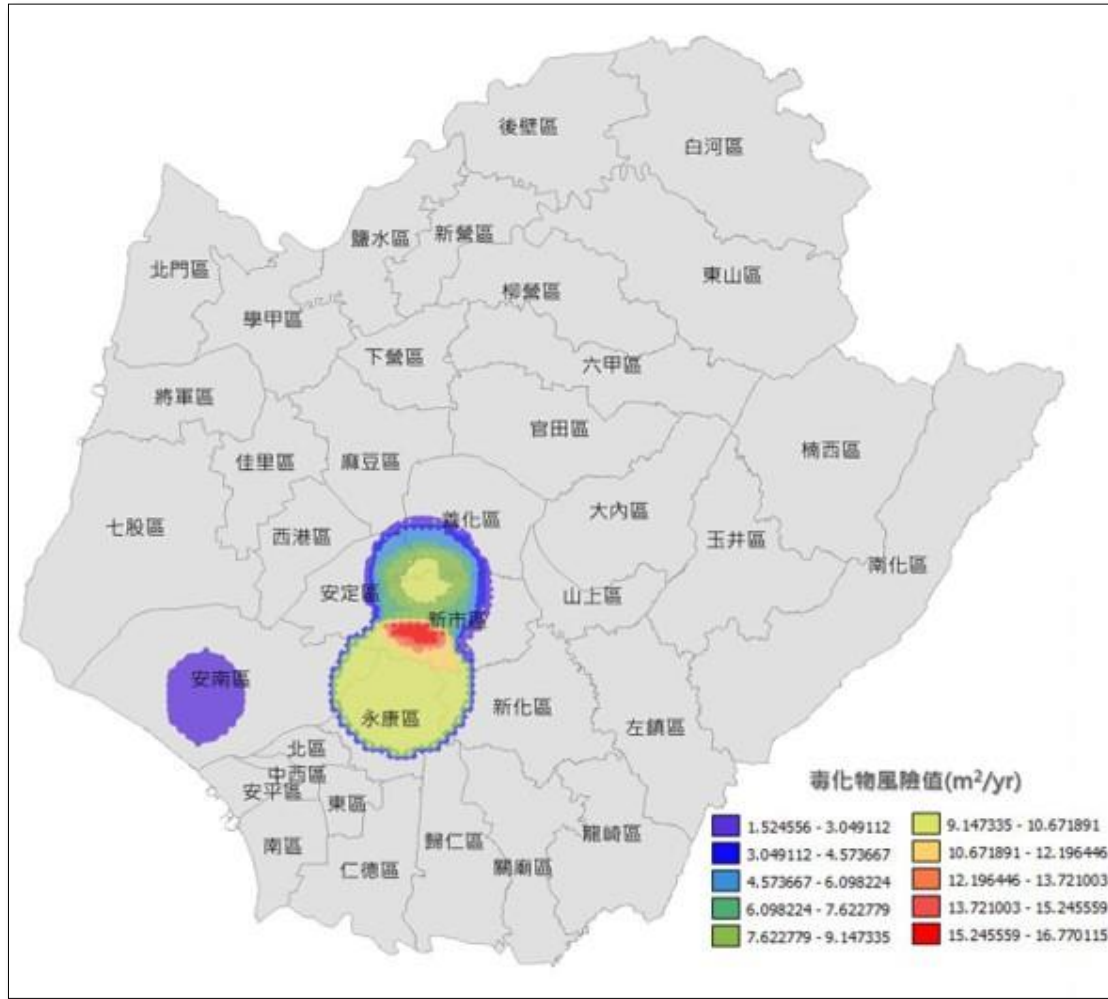 後壁區
白河區
鹽水區
新營區
北門區
東山區
柳營區
學甲區
下營區
六甲區
將軍區
官田區
楠西區
佳里區
麻豆區
大內區
善化區
七股區
西港區
玉井區
南化區
安定區
山上區
新市區
安南區
新化區
永康區
左鎮區
北區
中西區
安平區
東區
南區
仁德區
歸仁區
龍崎區
關廟區
毒化物風險值(m²/yr)
1.524556 - 3.049112
3.049112 - 4.573667
4.573667 - 6.098224
6.098224 - 7.622779
7.622779 - 9.147335
9.147335 - 10.671891
10.671891 - 12.196446
12.196446 - 13.721003
13.721003 - 15.245559
15.245559 - 16.770115